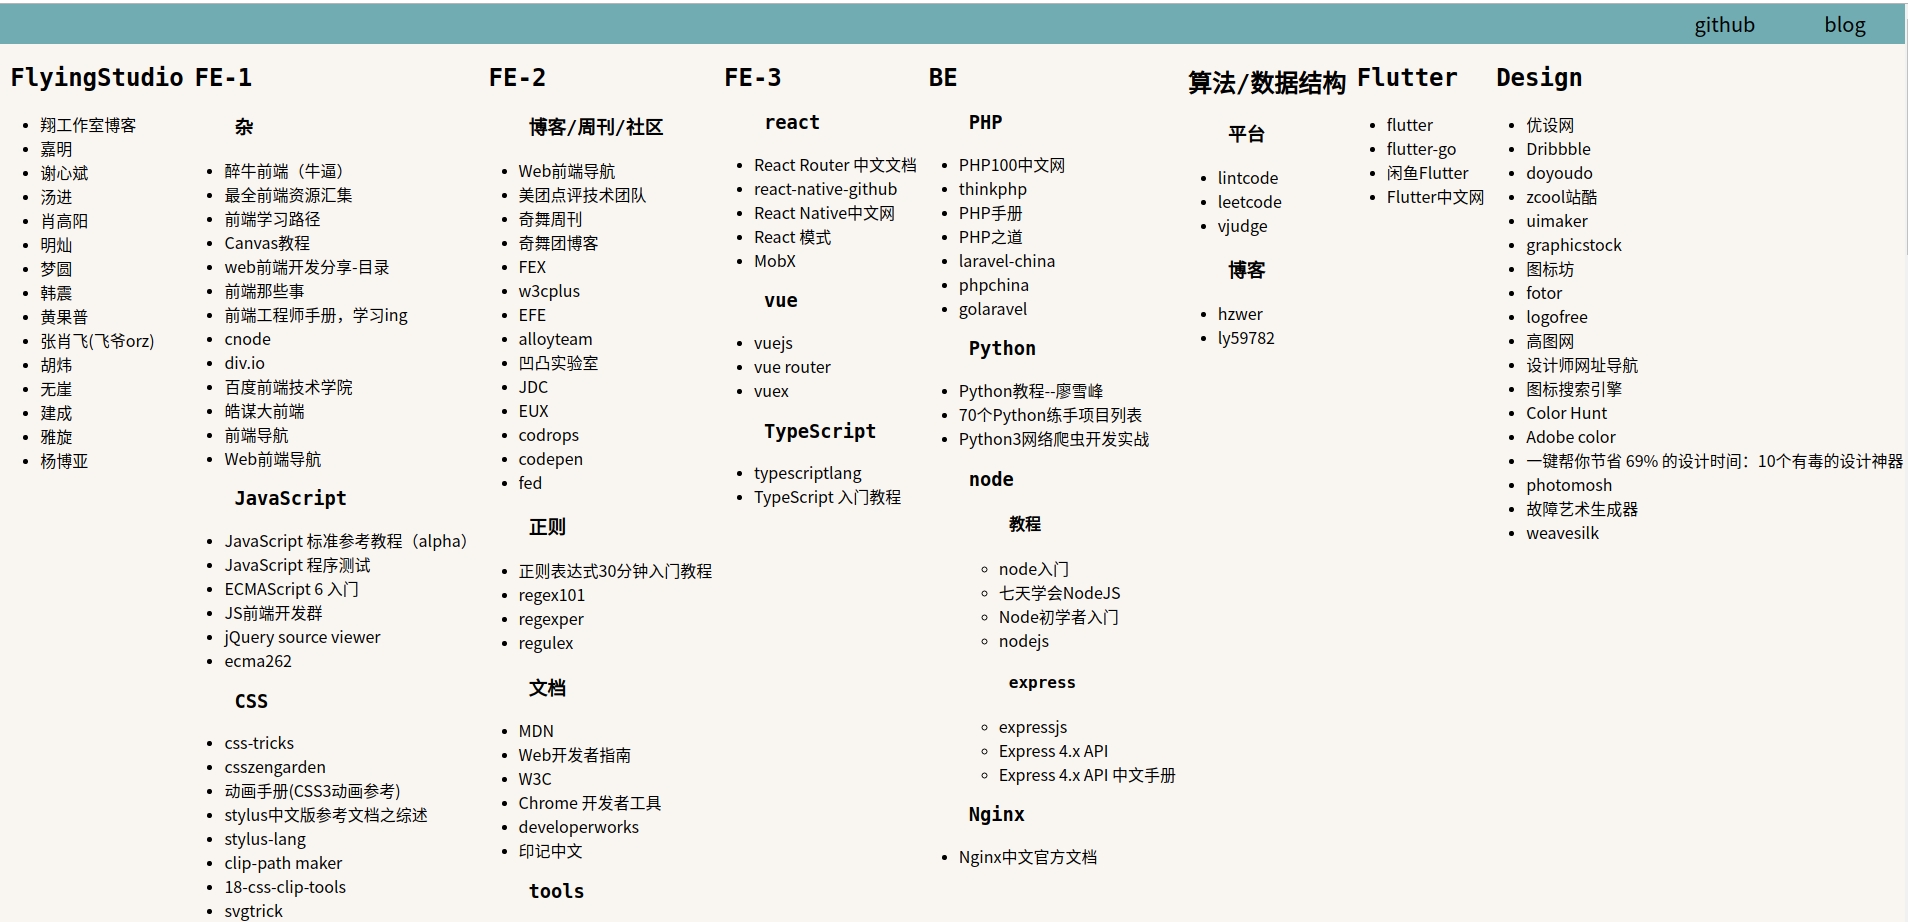 github
blog
FlyingStudio
翔工作室博客
嘉明
谢心斌
汤进
肖高阳
明灿
梦圆
韩震
黄果普
张肖飞(飞爷orz)
胡炜
无崖
建成
雅旋
杨博亚
FE-1
杂
醉牛前端（牛逼）
最全前端资源汇集
前端学习路径
Canvas教程
web前端开发分享-目录
前端那些事
前端工程师手册，学习ing
cnode
div.io
百度前端技术学院
皓谋大前端
前端导航
Web前端导航
JavaScript
JavaScript 标准参考教程（alpha）
JavaScript 程序测试
ECMAScript 6 入门
JS前端开发群
jQuery source viewer
ecma262
CSS
css-tricks
csszengarden
动画手册(CSS3动画参考)
stylus中文版参考文档之综述
stylus-lang
clip-path maker
18-css-clip-tools
svgtrick
FE-2
博客/周刊/社区
Web前端导航
美团点评技术团队
奇舞周刊
奇舞团博客
FEX
w3cplus
EFE
alloyteam
凹凸实验室
JDC
EUX
codrops
codepen
fed
正则
正则表达式30分钟入门教程
regex101
regexper
regulex
文档
MDN
Web开发者指南
W3C
Chrome 开发者工具
developerworks
印记中文
tools
FE-3
react
React Router 中文文档
react-native-github
React Native中文网
React 模式
MobX
vue
vuejs
vue router
vuex
TypeScript
typescriptlang
TypeScript 入门教程
BE
PHP
PHP100中文网
thinkphp
PHP手册
PHP之道
laravel-china
phpchina
golaravel
Python
Python教程--廖雪峰
70个Python练手项目列表
Python3网络爬虫开发实战
node
教程
node入门
七天学会NodeJS
Node初学者入门
nodejs
express
expressjs
Express 4.x API
Express 4.x API 中文手册
Nginx
Nginx中文官方文档
算法/数据结构
平台
lintcode
leetcode
vjudge
博客
hzwer
ly59782
Flutter
flutter
flutter-go
闲鱼Flutter
Flutter中文网
Design
优设网
Dribbble
doyoudo
zcool站酷
uimaker
graphicstock
图标坊
fotor
logofree
高图网
设计师网址导航
图标搜索引擎
Color Hunt
Adobe color
一键帮你节省 69% 的设计时间：10个有毒的设计神器
photomosh
故障艺术生成器
weavesilk